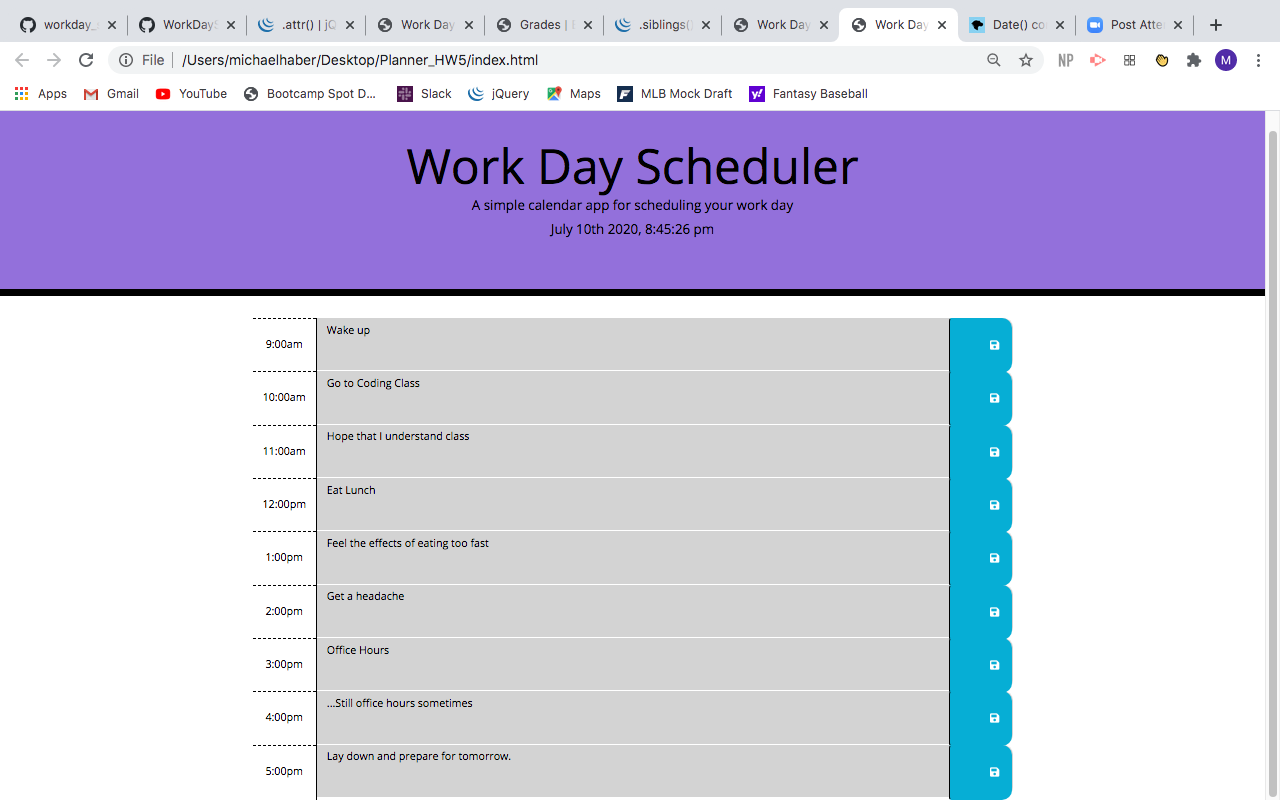 workday_ WorkDayS .attr() | jQ Work Day Grades | .siblings() Work Day Work Day Date() co Post Atte
File /Users/michaelhaber/Desktop/Planner_HW5/index.html NP M
Apps Gmail YouTube Bootcamp Spot D... Slack jQuery Maps MLB Mock Draft Fantasy Baseball
Work Day Scheduler
A simple calendar app for scheduling your work day
July 10th 2020, 8:45:26 pm
9:00am Wake up
10:00am Go to Coding Class
11:00am Hope that I understand class
12:00pm Eat Lunch
1:00pm Feel the effects of eating too fast
2:00pm Get a headache
3:00pm Office Hours
4:00pm ...Still office hours sometimes
5:00pm Lay down and prepare for tomorrow.